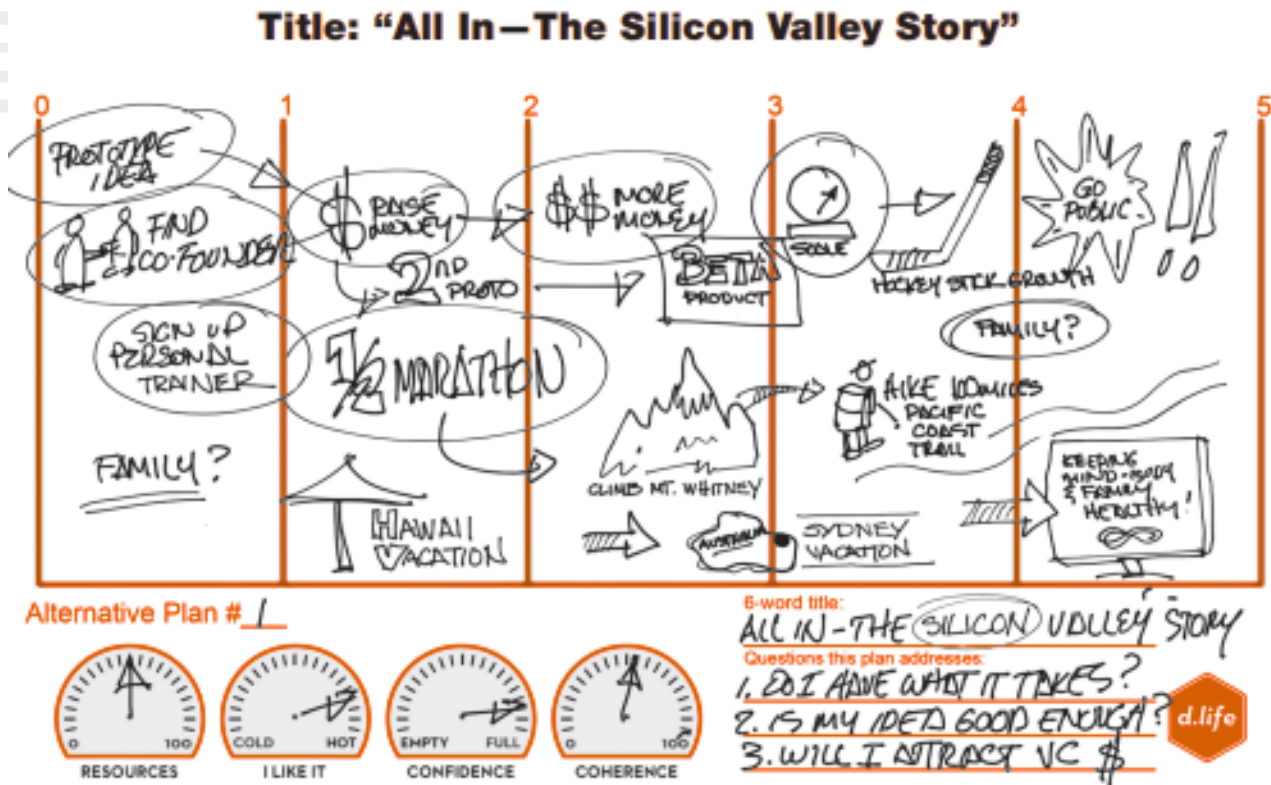 Title: “All In—The Silicon Valley Story”
0 1 2 3 4 5
PROTOTYPE
IDEA
FIND
CO-FOUNDER
SIGN UP
PERSONAL
TRAINER
FAMILY?
$ RAISE
MONEY
2ND
PROTO
1/2 MARATHON
HAWAII
VACATION
$$ MORE
MONEY
BETA
PRODUCT
CLIMB MT. WHITNEY
AUSTRALIA
SYDNEY
VACATION
SCALE
HOCKEY STICK GROWTH
FAMILY?
HIKE 100 MILES
PACIFIC
COAST
TRAIL
GO
PUBLIC
!!
KEEPING
MIND-BODY
& FAMILY
HEALTHY!
Alternative Plan # 1
0 100
RESOURCES
COLD HOT
I LIKE IT
EMPTY FULL
CONFIDENCE
0 100
COHERENCE
6-word title:
ALL IN - THE SILICON VALLEY STORY
Questions this plan addresses:
1. DO I HAVE WHAT IT TAKES?
2. IS MY IDEA GOOD ENOUGH?
3. WILL I ATTRACT VC $
d.life